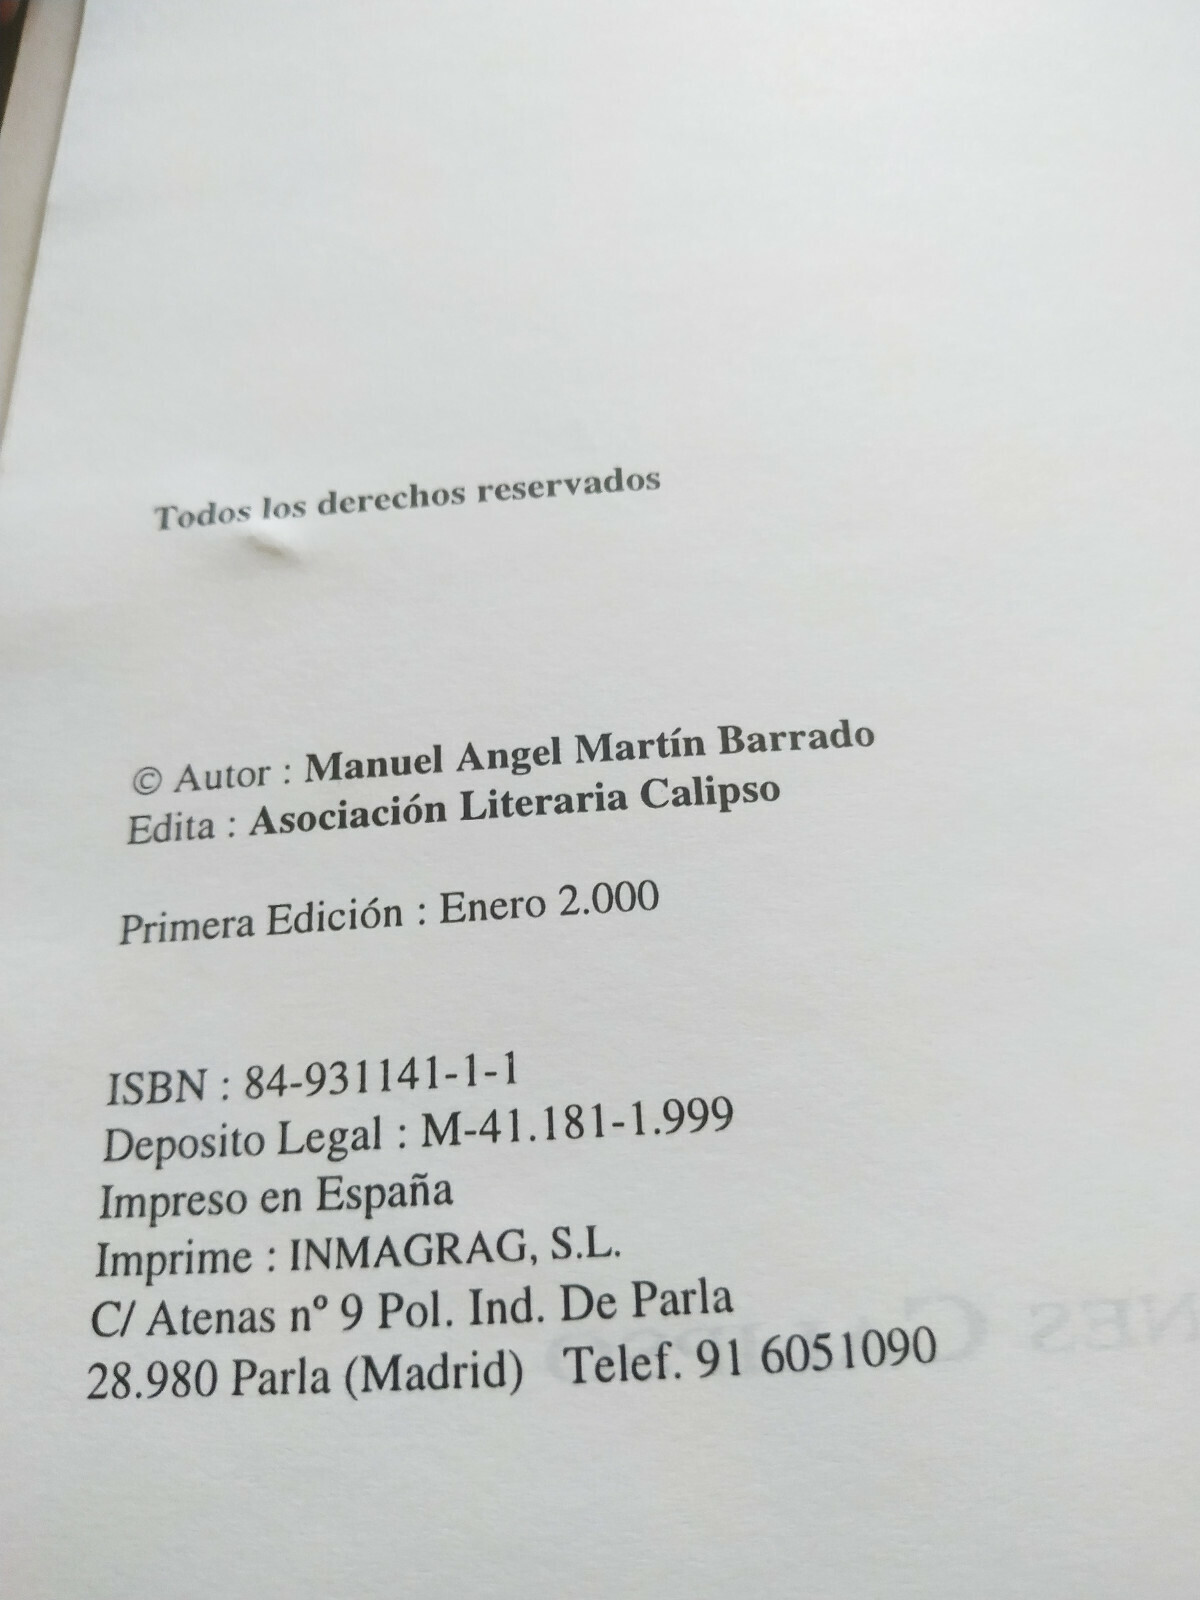 Todos los derechos reservados
© Autor : Manuel Angel Martín Barrado
Edita : Asociación Literaria Calipso
Primera Edición : Enero 2.000
ISBN : 84-931141-1-1
Deposito Legal : M-41.181-1.999
Impreso en España
Imprime : INMAGRAG, S.L.
C/ Atenas nº 9 Pol. Ind. De Parla
28.980 Parla (Madrid) Telef. 91 6051090